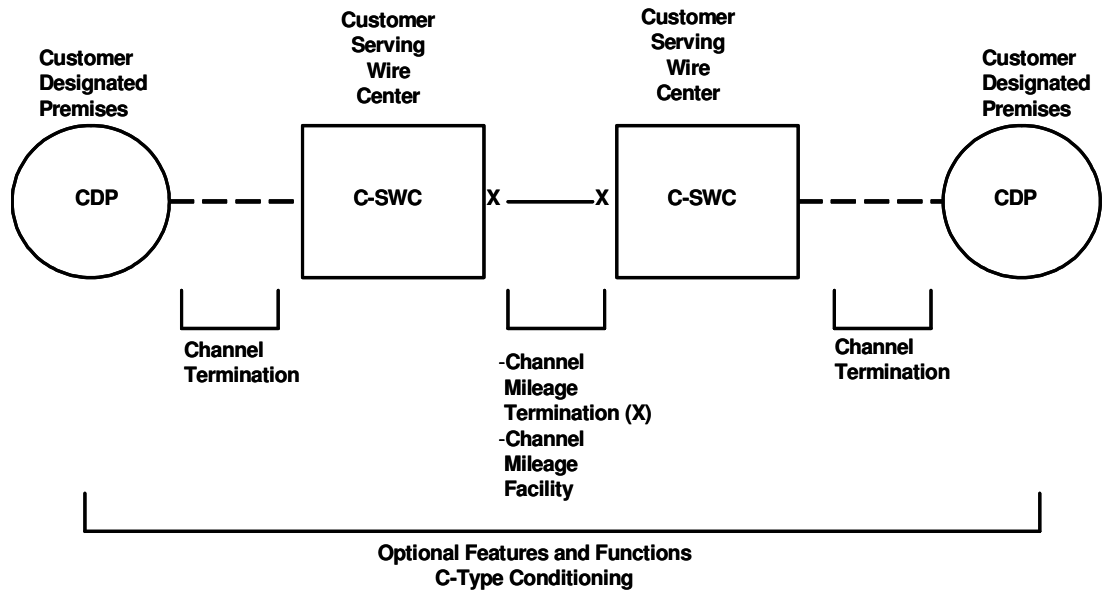 Customer
Designated
Premises
Customer
Serving
Wire
Center
Customer
Serving
Wire
Center
Customer
Designated
Premises
CDP
C-SWC
X
X
C-SWC
CDP
Channel
Termination
-Channel
Mileage
Termination (X)
-Channel
Mileage
Facility
Channel
Termination
Optional Features and Functions
C-Type Conditioning